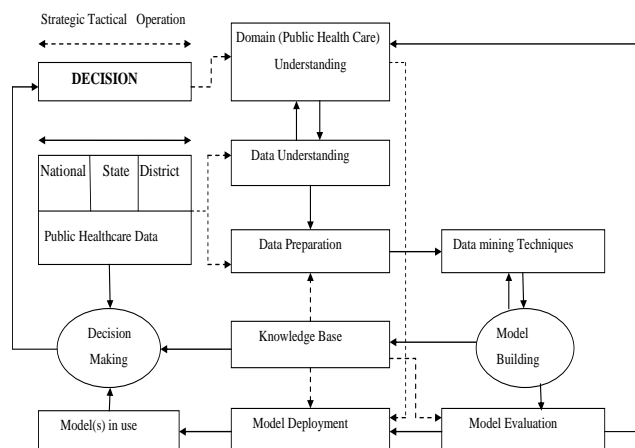 Strategic Tactical Operation
DECISION
Domain (Public Health Care)
Understanding
National State District
Public Healthcare Data
Data Understanding
Data Preparation
Data mining Techniques
Decision
Making
Knowledge Base
Model
Building
Model(s) in use
Model Deployment
Model Evaluation